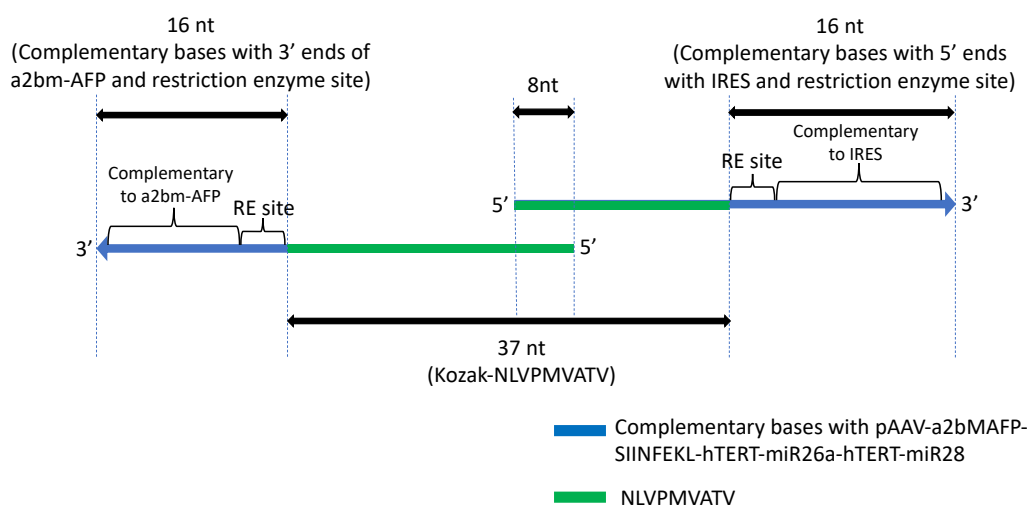 16 nt
(Complementary bases with 3’ ends of
a2bm-AFP and restriction enzyme site)
16 nt
(Complementary bases with 5’ ends
with IRES and restriction enzyme site)
8nt
Complementary
to IRES
RE site
Complementary
to a2bm-AFP
RE site
5’
3’
3’
5’
37 nt
(Kozak-NLVPMVATV)
Complementary bases with pAAV-a2bMAFP-
SIINFEKL-hTERT-miR26a-hTERT-miR28
NLVPMVATV